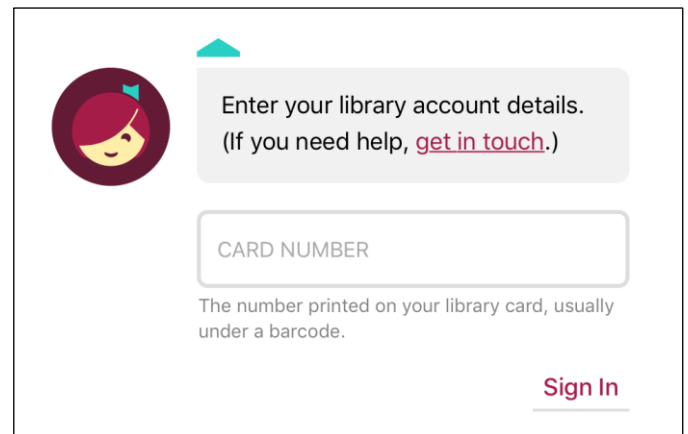 Enter your library account details.
(If you need help, get in touch.)
CARD NUMBER
The number printed on your library card, usually
under a barcode.
Sign In